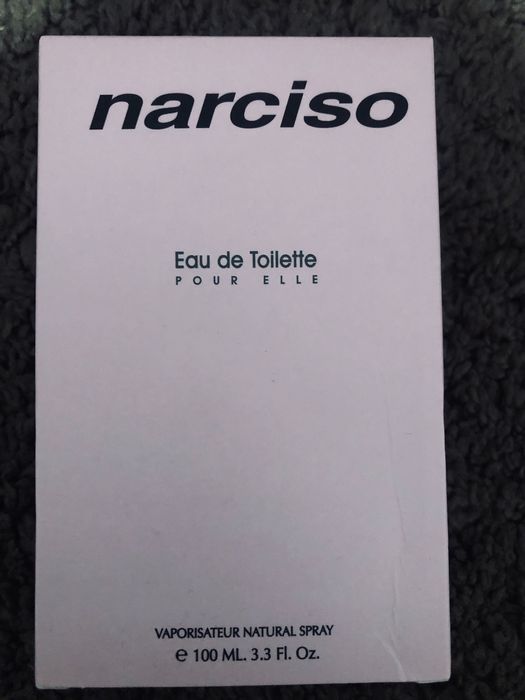 narciso
Eau de Toilette
POUR ELLE
VAPORISATEUR NATURAL SPRAY
e 100 ML. 3.3 Fl. Oz.